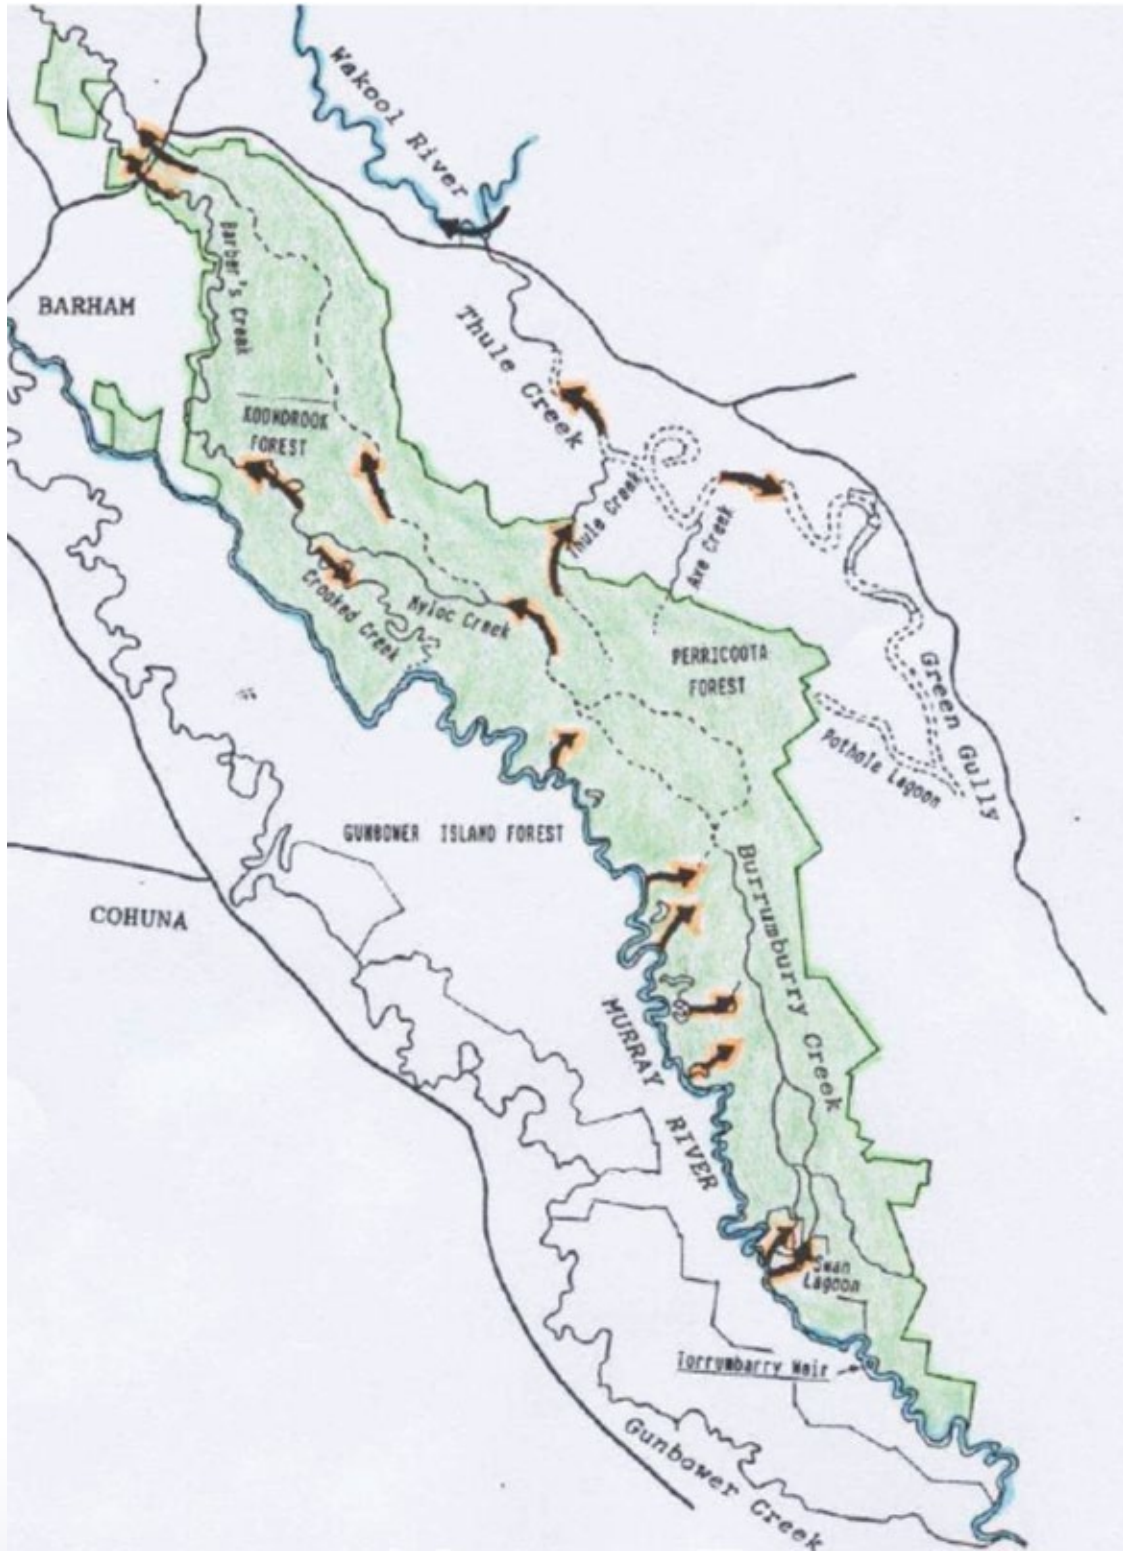 Wakool River
BARHAM
Barber's Creek
Thule Creek
KOONDROOK
FOREST
Thule Creek
Axe Creek
Crooked Creek
Myloc Creek
PERRICOOTA
FOREST
Green Gully
Pothole Lagoon
GUNBOWER ISLAND FOREST
Burrumburry Creek
COHUNA
MURRAY RIVER
Swan
Lagoon
Torrumbarry Weir
Gunbower Creek